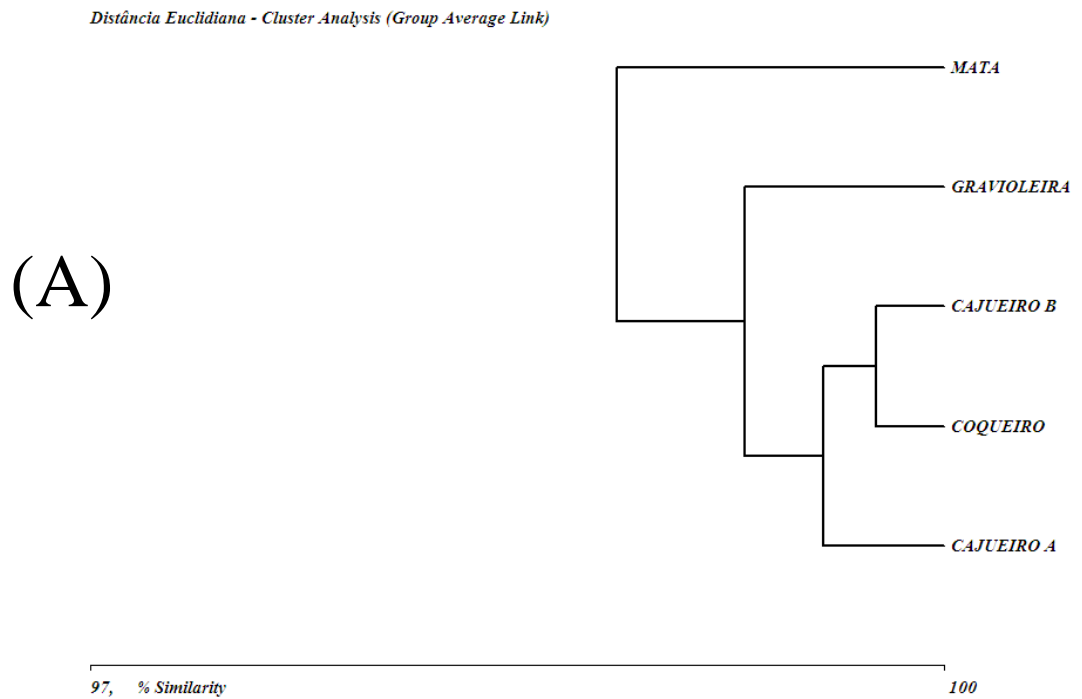 Distância Euclidiana - Cluster Analysis (Group Average Link)
MATA
GRAVIOLEIRA
(A)
CAJUEIRO B
COQUEIRO
CAJUEIRO A
97, % Similarity 100